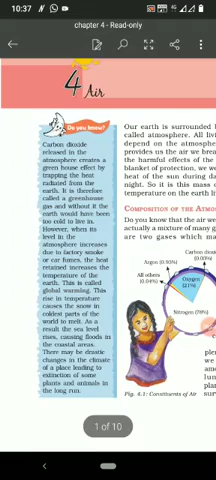 10:37
4G
chapter 4 - Read-only
4 Air
Do you know?
Carbon dioxide
released in the
atmosphere creates a
green house effect by
trapping the heat
radiated from the
earth. It is therefore
called a greenhouse
gas and without it the
earth would have been
too cold to live in.
However, when its
level in the
atmosphere increases
due to factory smoke
or car fumes, the heat
retained increases the
temperature of the
earth. This is called
global warming. This
rise in temperature
causes the snow in
coldest parts of the
world to melt. As a
result the sea level
rises, causing floods in
the coastal areas.
There may be drastic
changes in the climate
of a place leading to
extinction of some
plants and animals in
the long run.
Our earth is surrounded b
called atmosphere. All livi
depend on the atmosphe
provides us the air we brea
the harmful effects of the
blanket of protection, we w
heat of the sun during da
night. So it is this mass o
temperature on the earth li
COMPOSITION OF THE ATMOS
Do you know that the air we
actually a mixture of many g
are two gases which ma
Carbon diox
(0.03%)
Argon (0.93%)
All others
(0.04%)
Oxygen
(21%)
Nitrogen (78%)
Fig. 4.1: Constituents of Air
plen
We
amo
lun
plan
surv
1 of 10